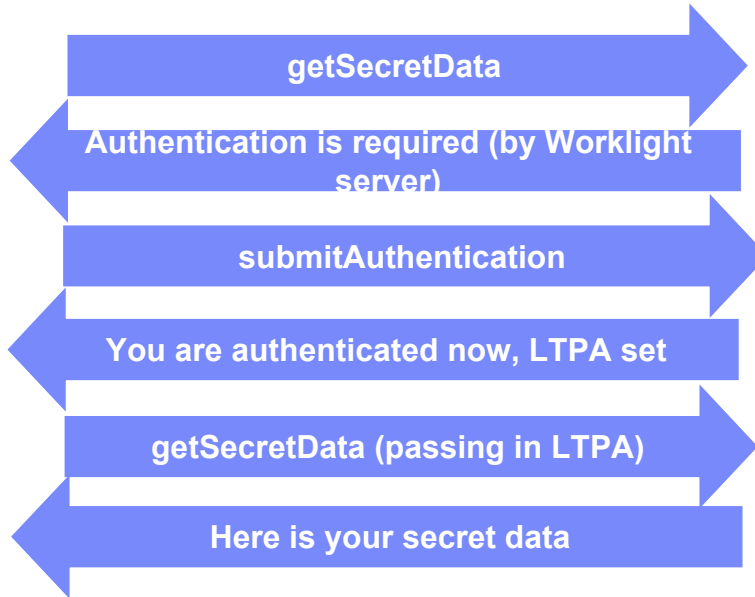 getSecretData
Authentication is required (by Worklight
server)
submitAuthentication
You are authenticated now, LTPA set
getSecretData (passing in LTPA)
Here is your secret data